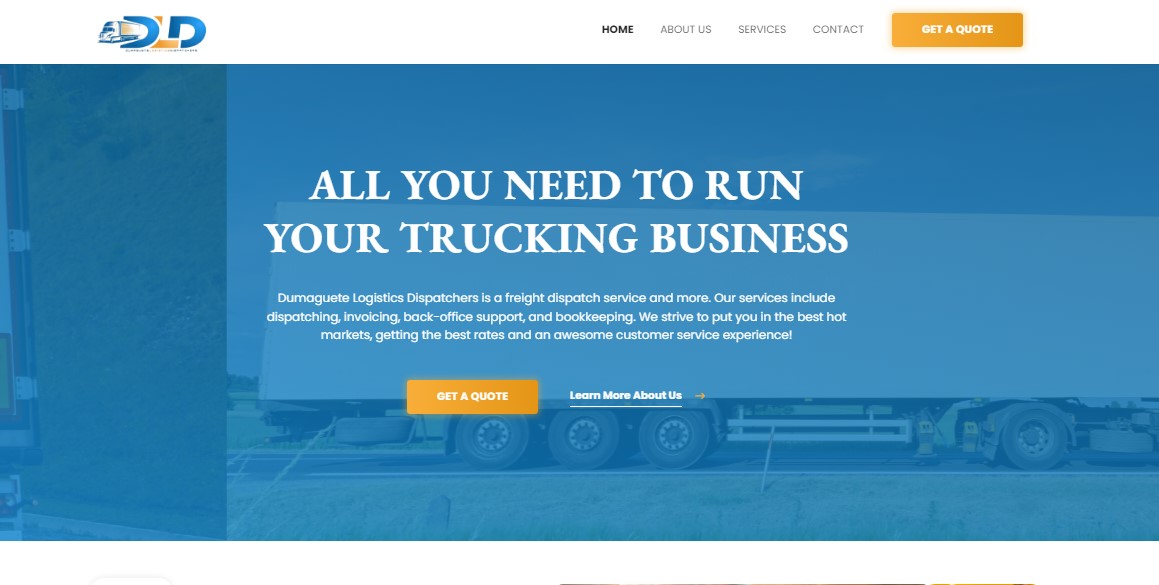 DLD
HOME ABOUT US SERVICES CONTACT GET A QUOTE
ALL YOU NEED TO RUN
YOUR TRUCKING BUSINESS
Dumaguete Logistics Dispatchers is a freight dispatch service and more. Our services include
dispatching, invoicing, back-office support, and bookkeeping. We strive to put you in the best hot
markets, getting the best rates and an awesome customer service experience!
GET A QUOTE Learn More About Us →